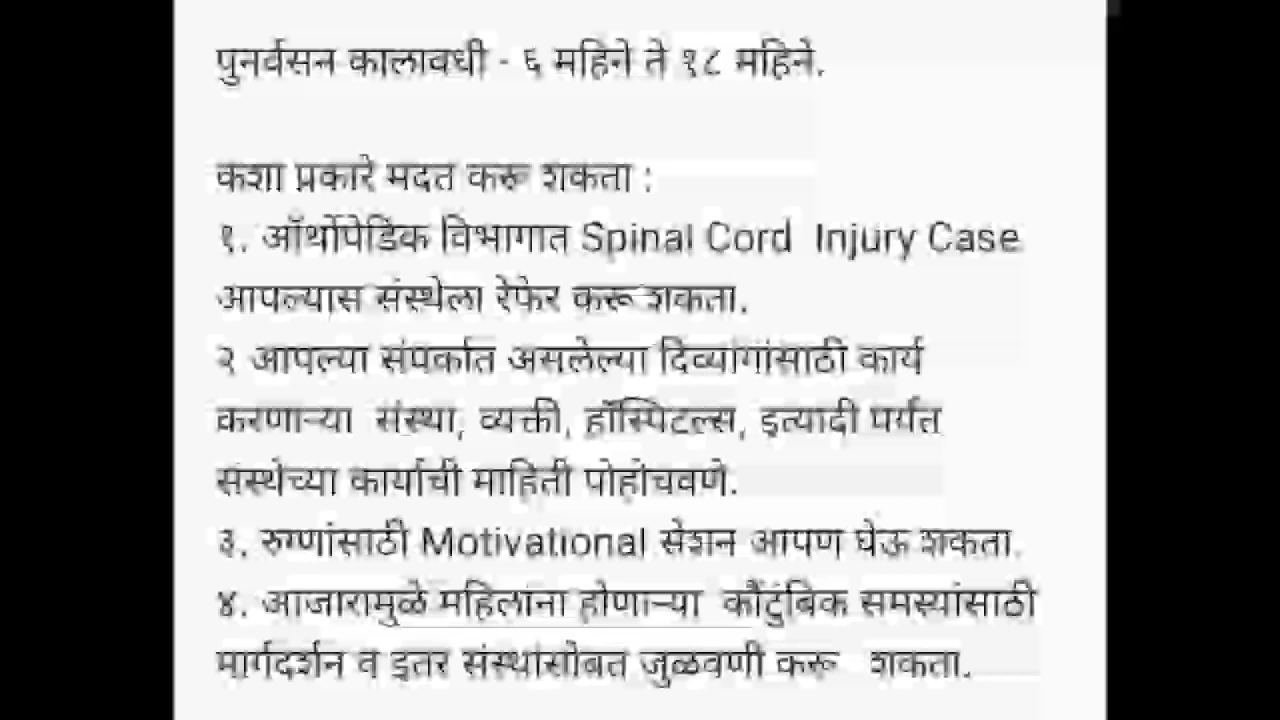 पुनर्वसन कालावधी - ६ महिने ते १८ महिने.
कशा प्रकारे मदत करू शकता :
१. ऑर्थोपेडिक विभागात Spinal Cord Injury Case
आपल्यास संस्थेला रेफेर करू शकता.
२ आपल्या संपर्कात असलेल्या दिव्यांगांसाठी कार्य
करणाऱ्या संस्था, व्यक्ती, हॉस्पिटल्स, इत्यादी पर्यंत
संस्थेच्या कार्याची माहिती पोहोचवणे.
३. रुग्णांसाठी Motivational सेशन आपण घेऊ शकता.
४. आजारामुळे महिलांना होणाऱ्या कौटुंबिक समस्यांसाठी
मार्गदर्शन व इतर संस्थांसोबत जुळवणी करू शकता.